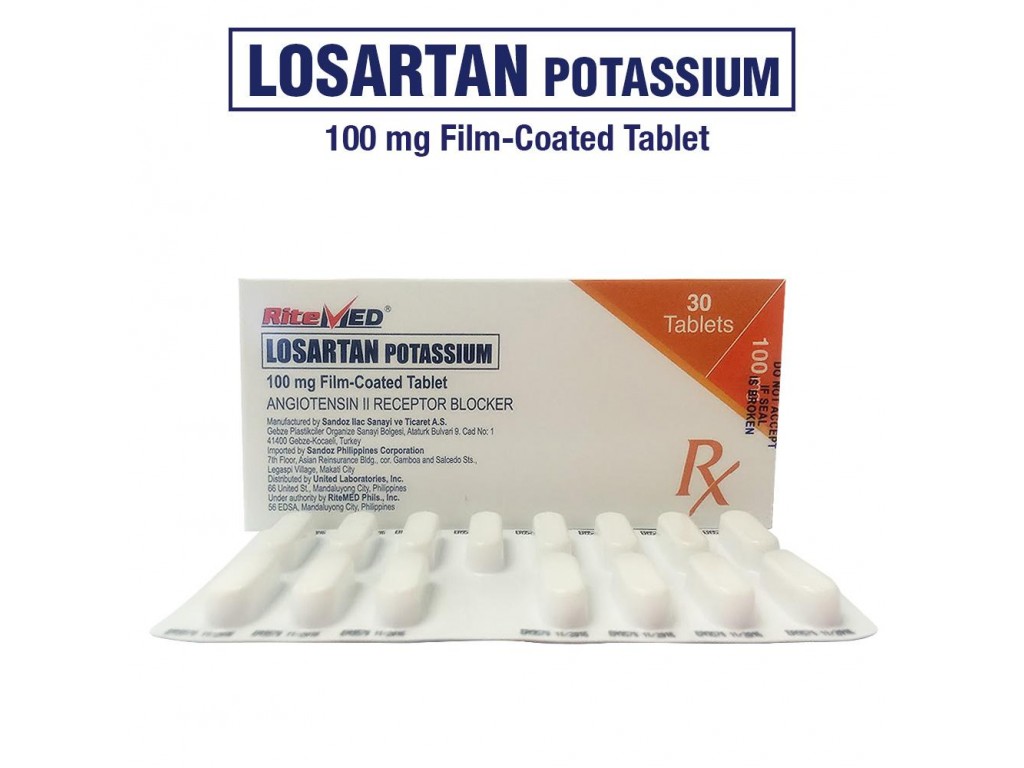 LOSARTAN POTASSIUM
100 mg Film-Coated Tablet
RiteMED®
LOSARTAN POTASSIUM
100 mg Film-Coated Tablet
ANGIOTENSIN II RECEPTOR BLOCKER
Manufactured by Sandoz Ilac Sanayi ve Ticaret A.S.
Gebze Plastikciler Organize Sanayi Bolgesi, Ataturk Bulvari 9. Cad No: 1
41400 Gebze-Kocaeli, Turkey
Imported by Sandoz Philippines Corporation
7th Floor, Asian Reinsurance Bldg., cor. Gamboa and Salcedo Sts.,
Legaspi Village, Makati City
Distributed by United Laboratories, Inc.
66 United St., Mandaluyong City, Philippines
Under authority by RiteMED Phils., Inc.
56 EDSA, Mandaluyong City, Philippines
30
Tablets
100
DO NOT ACCEPT
IF SEAL
IS BROKEN
Rx